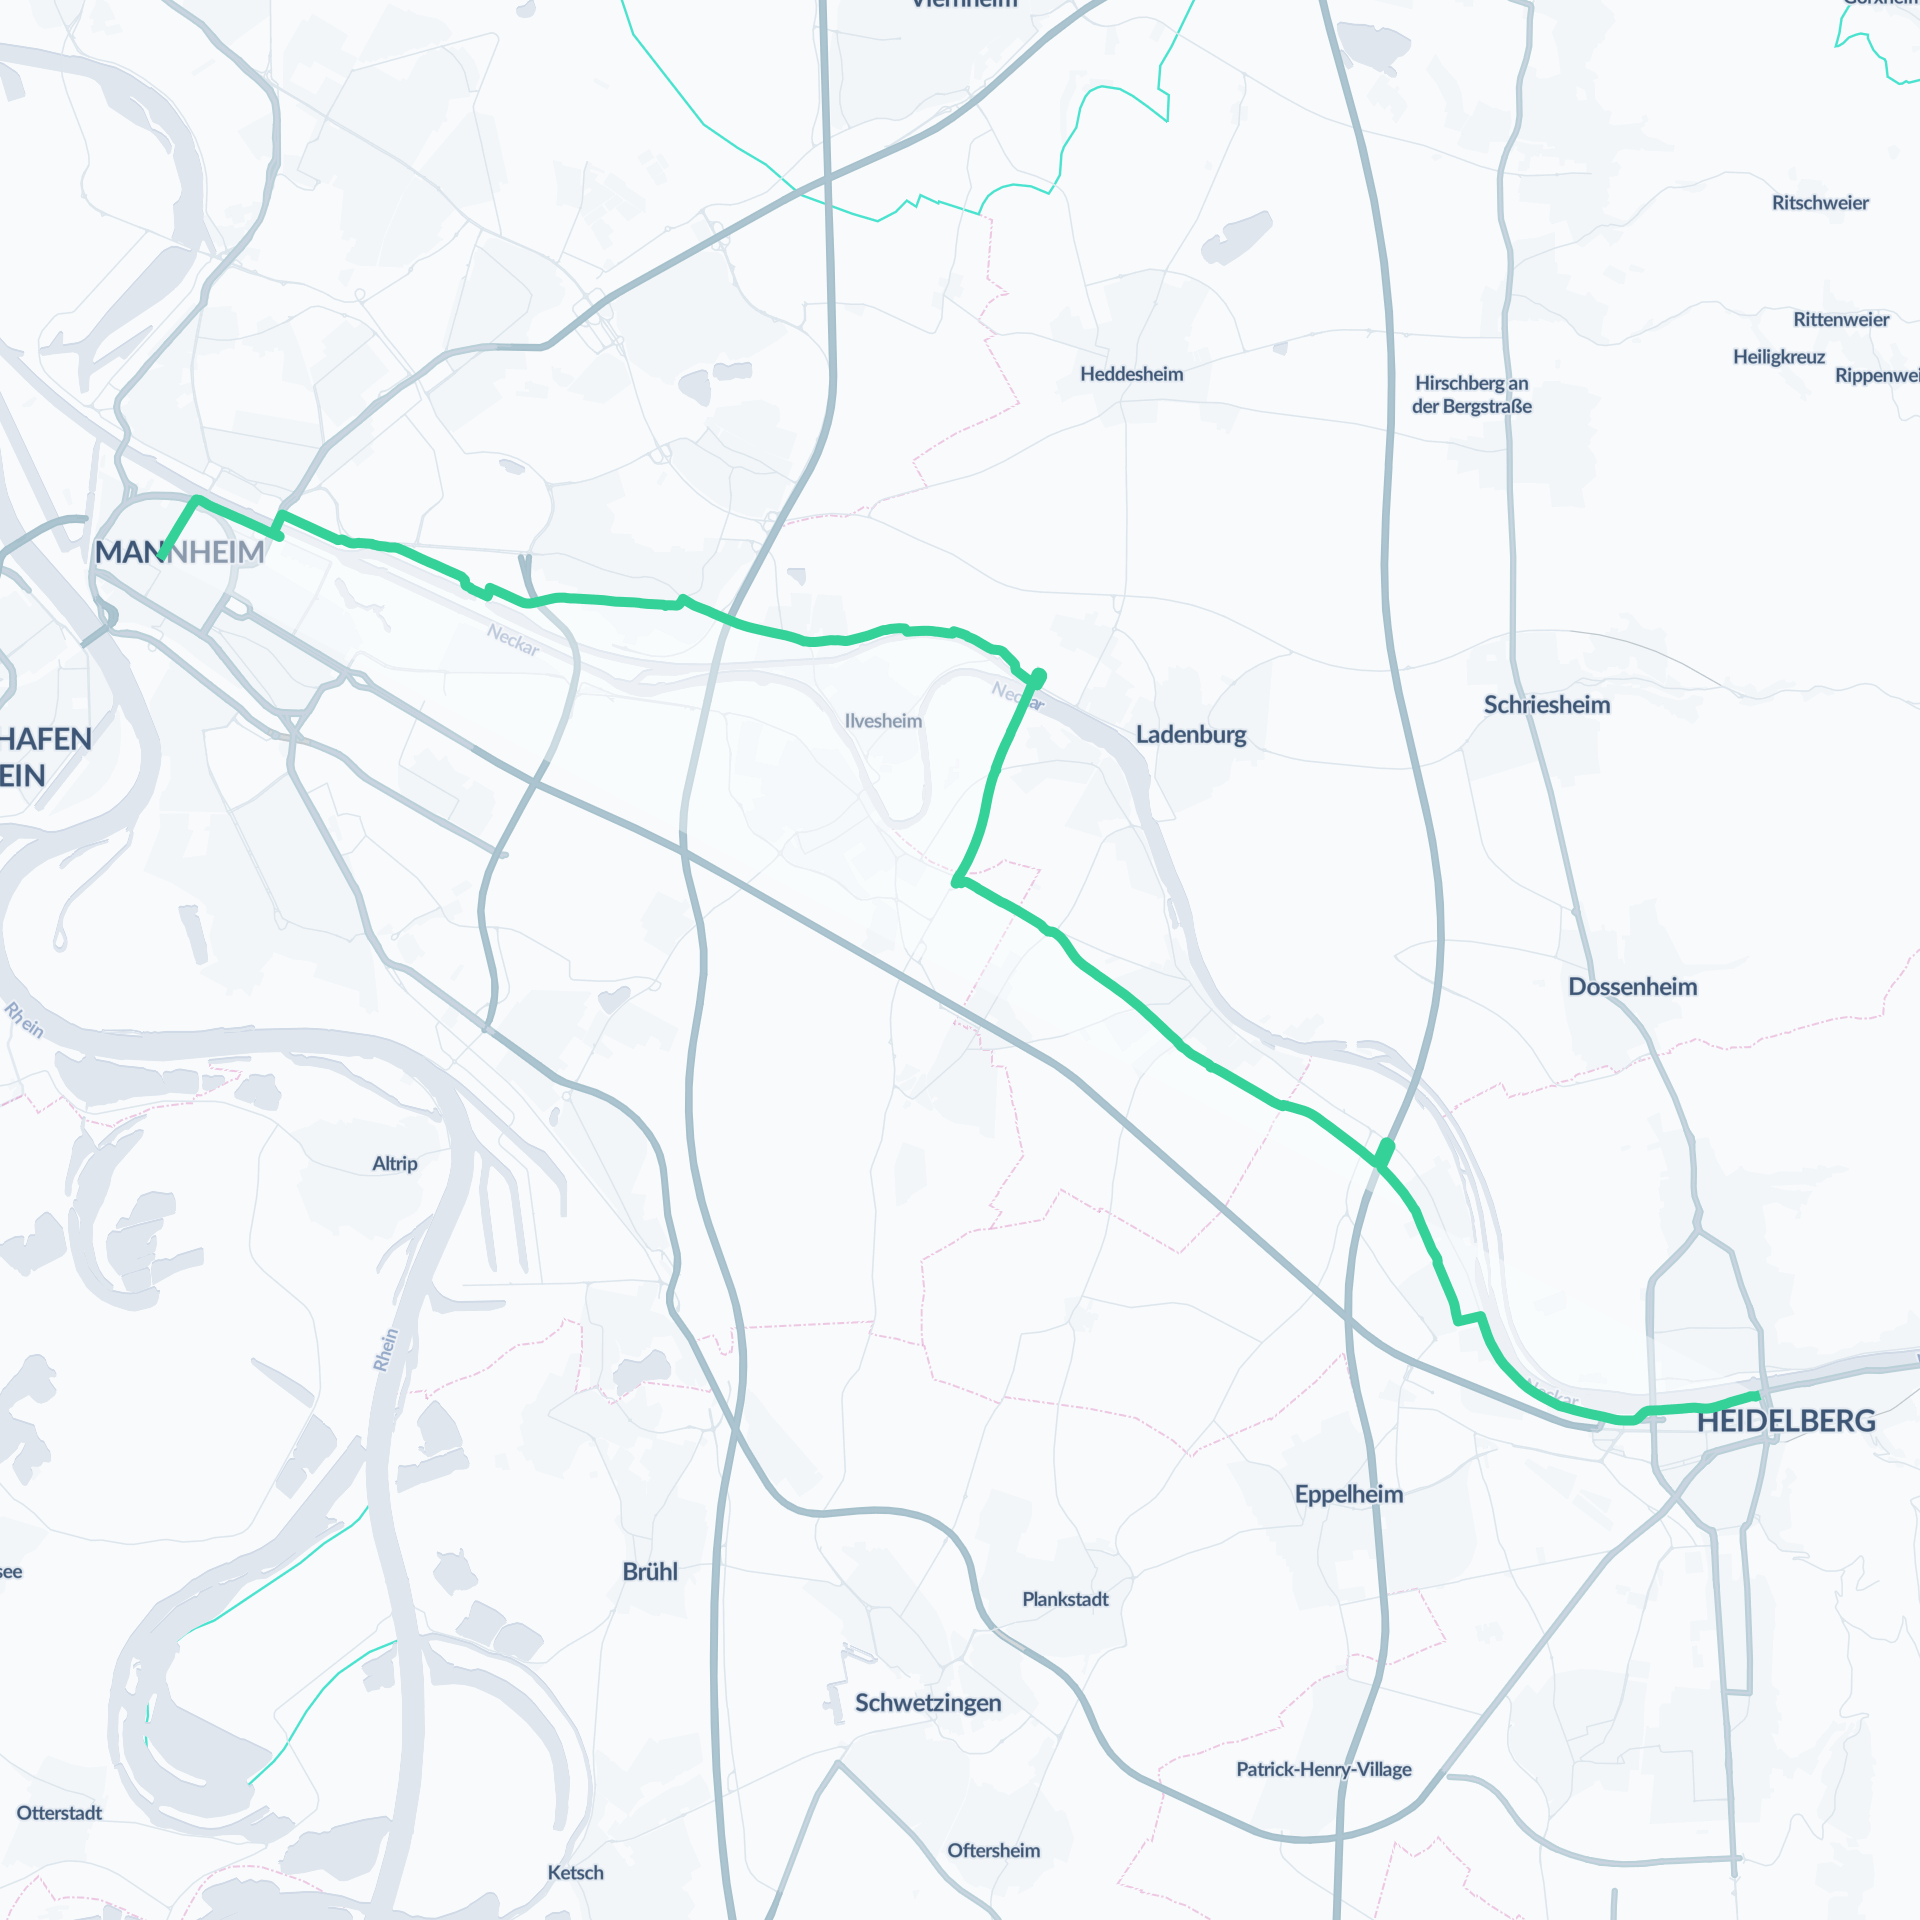 Viernheim
Ritschweier
Rittenweier
Heiligkreuz
Heddesheim
Hirschberg an
der Bergstraße
MANNHEIM
Neckar
Neckar
Ilvesheim
Schriesheim
Ladenburg
HAFEN
EIN
Dossenheim
Rhein
Altrip
Rhein
Neckar
HEIDELBERG
Eppelheim
Brühl
see
Plankstadt
Schwetzingen
Patrick-Henry-Village
Otterstadt
Oftersheim
Ketsch